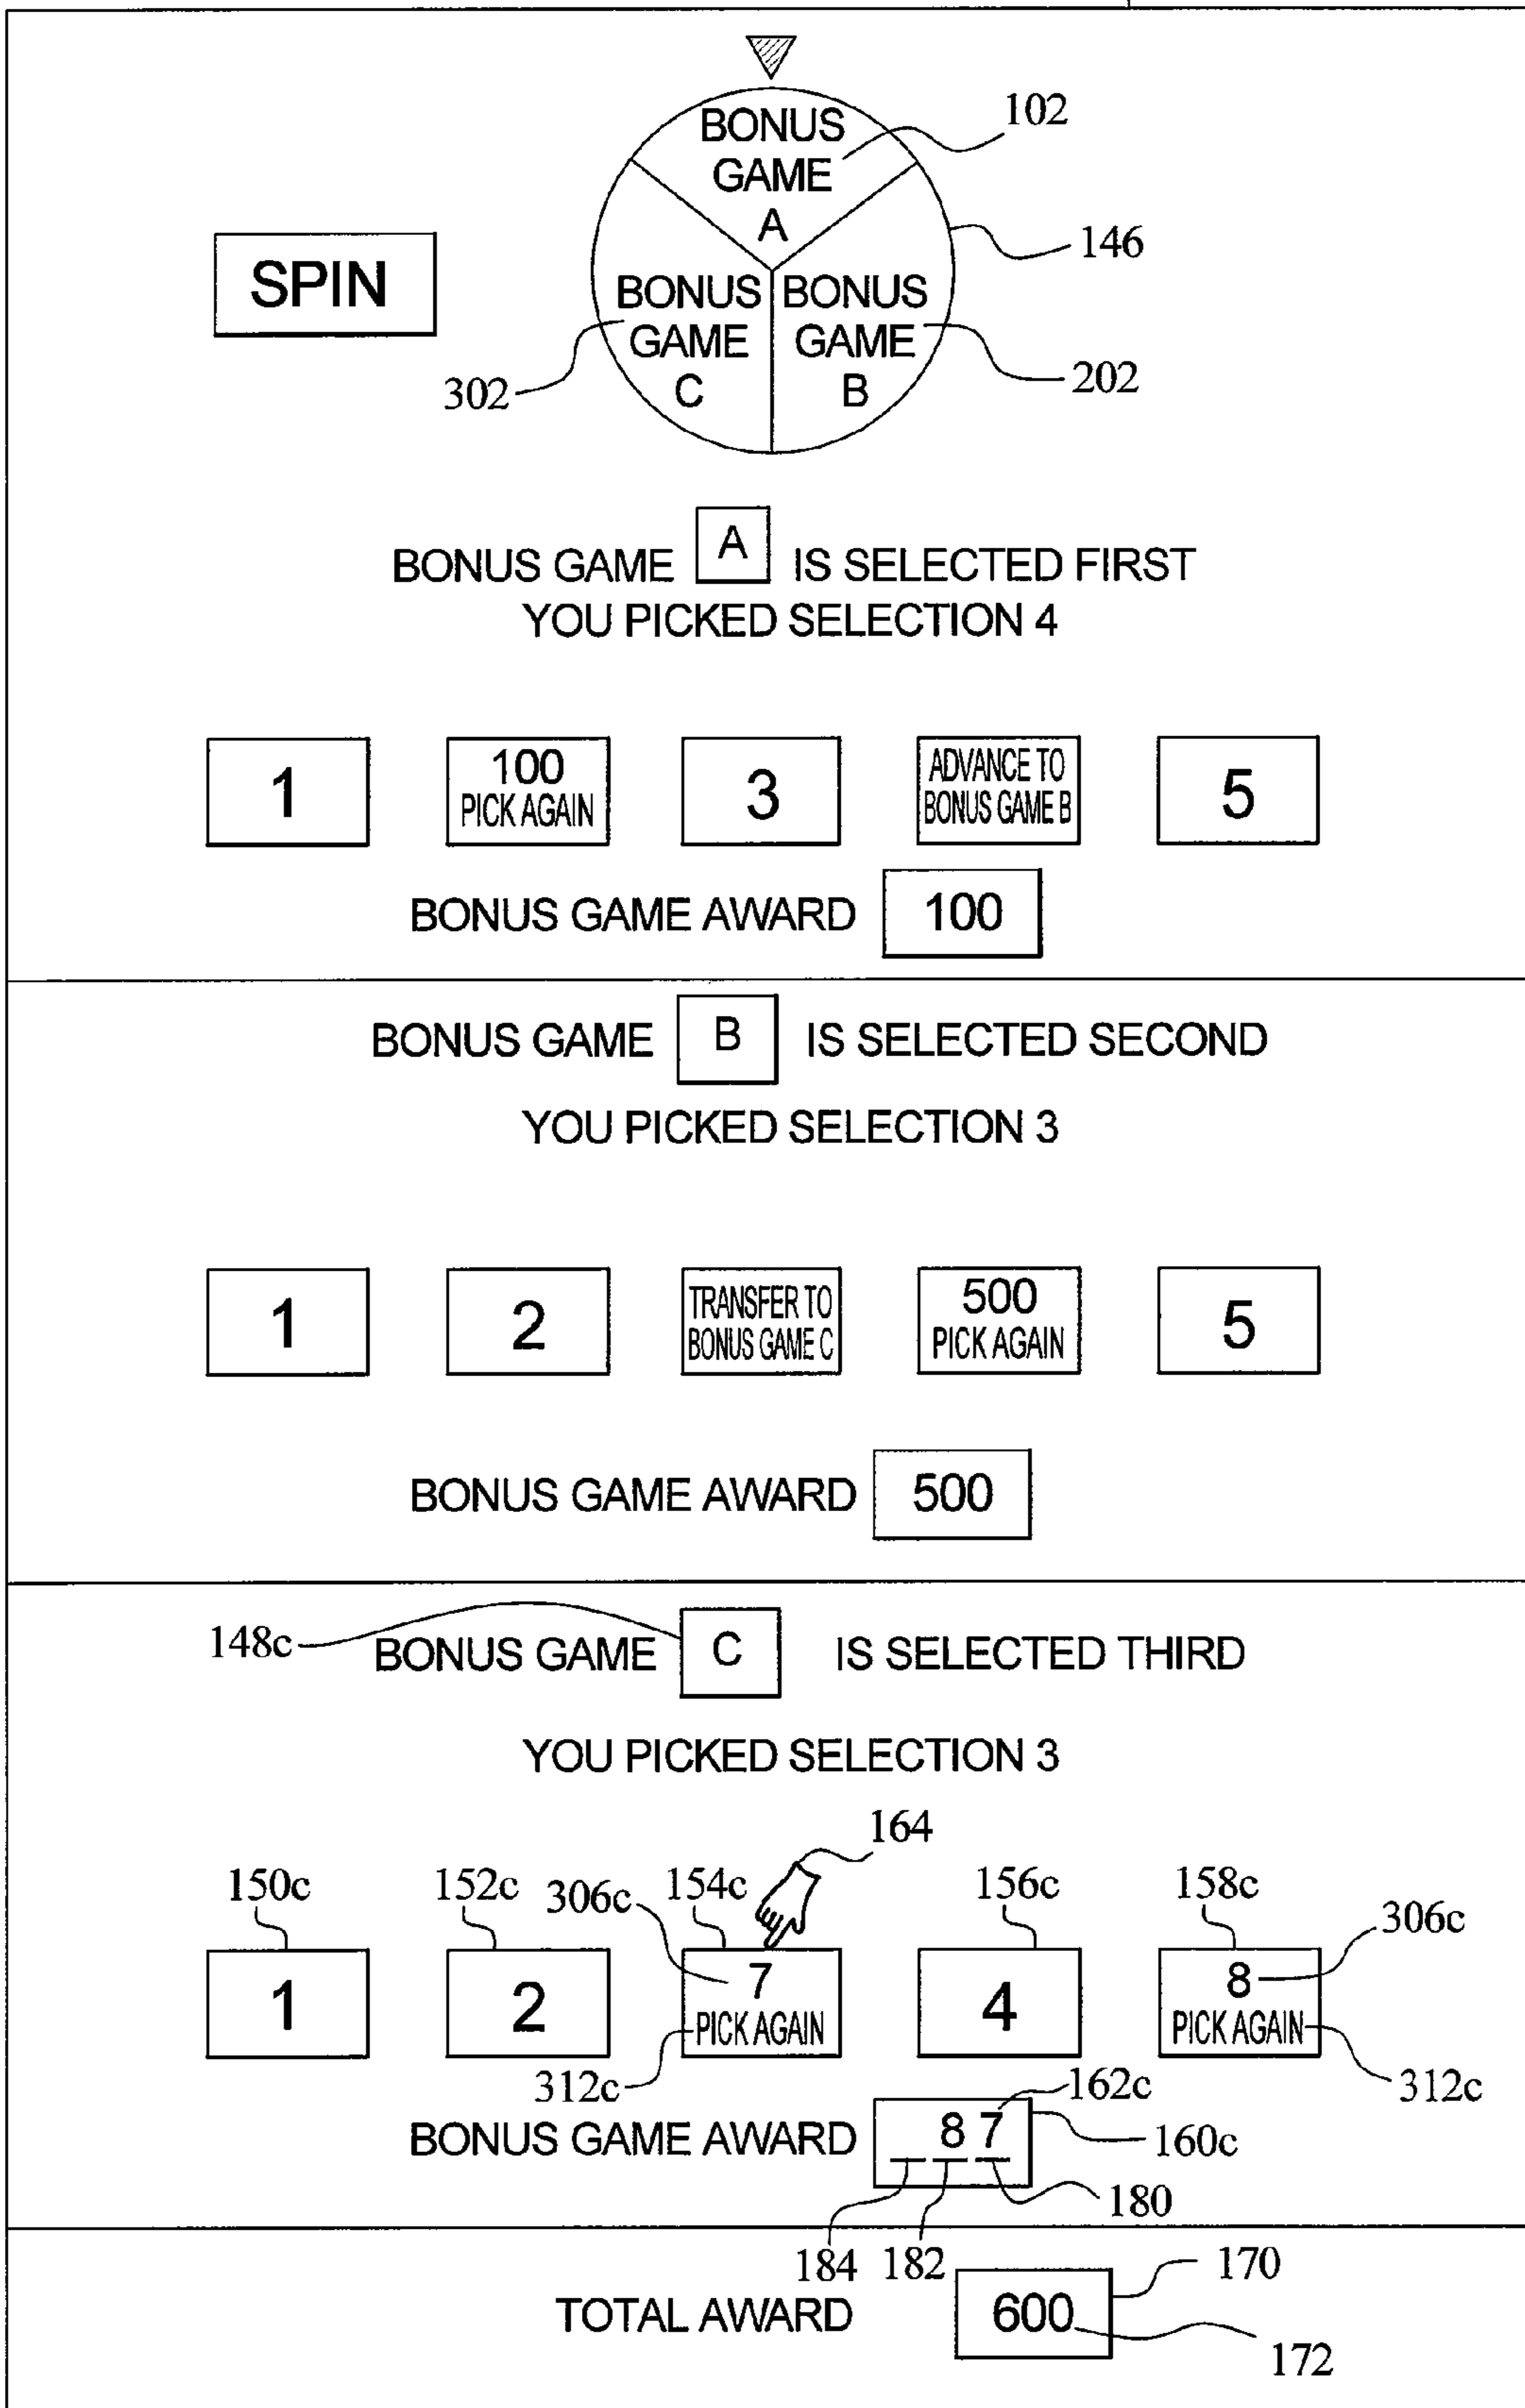 BONUS
GAME
A
102
146
SPIN
BONUS
GAME
C
BONUS
GAME
B
302
202
BONUS GAME A IS SELECTED FIRST
YOU PICKED SELECTION 4
1
100
PICK AGAIN
3
ADVANCE TO
BONUS GAME B
5
BONUS GAME AWARD 100
BONUS GAME B IS SELECTED SECOND
YOU PICKED SELECTION 3
1
2
TRANSFER TO
BONUS GAME C
500
PICK AGAIN
5
BONUS GAME AWARD 500
148c BONUS GAME C IS SELECTED THIRD
YOU PICKED SELECTION 3
164
150c 152c 306c 154c 156c 158c 306c
1
2
7
PICK AGAIN
4
8
PICK AGAIN
312c 162c 312c
BONUS GAME AWARD 8 7 160c
180
184 182 170
TOTAL AWARD 600
172